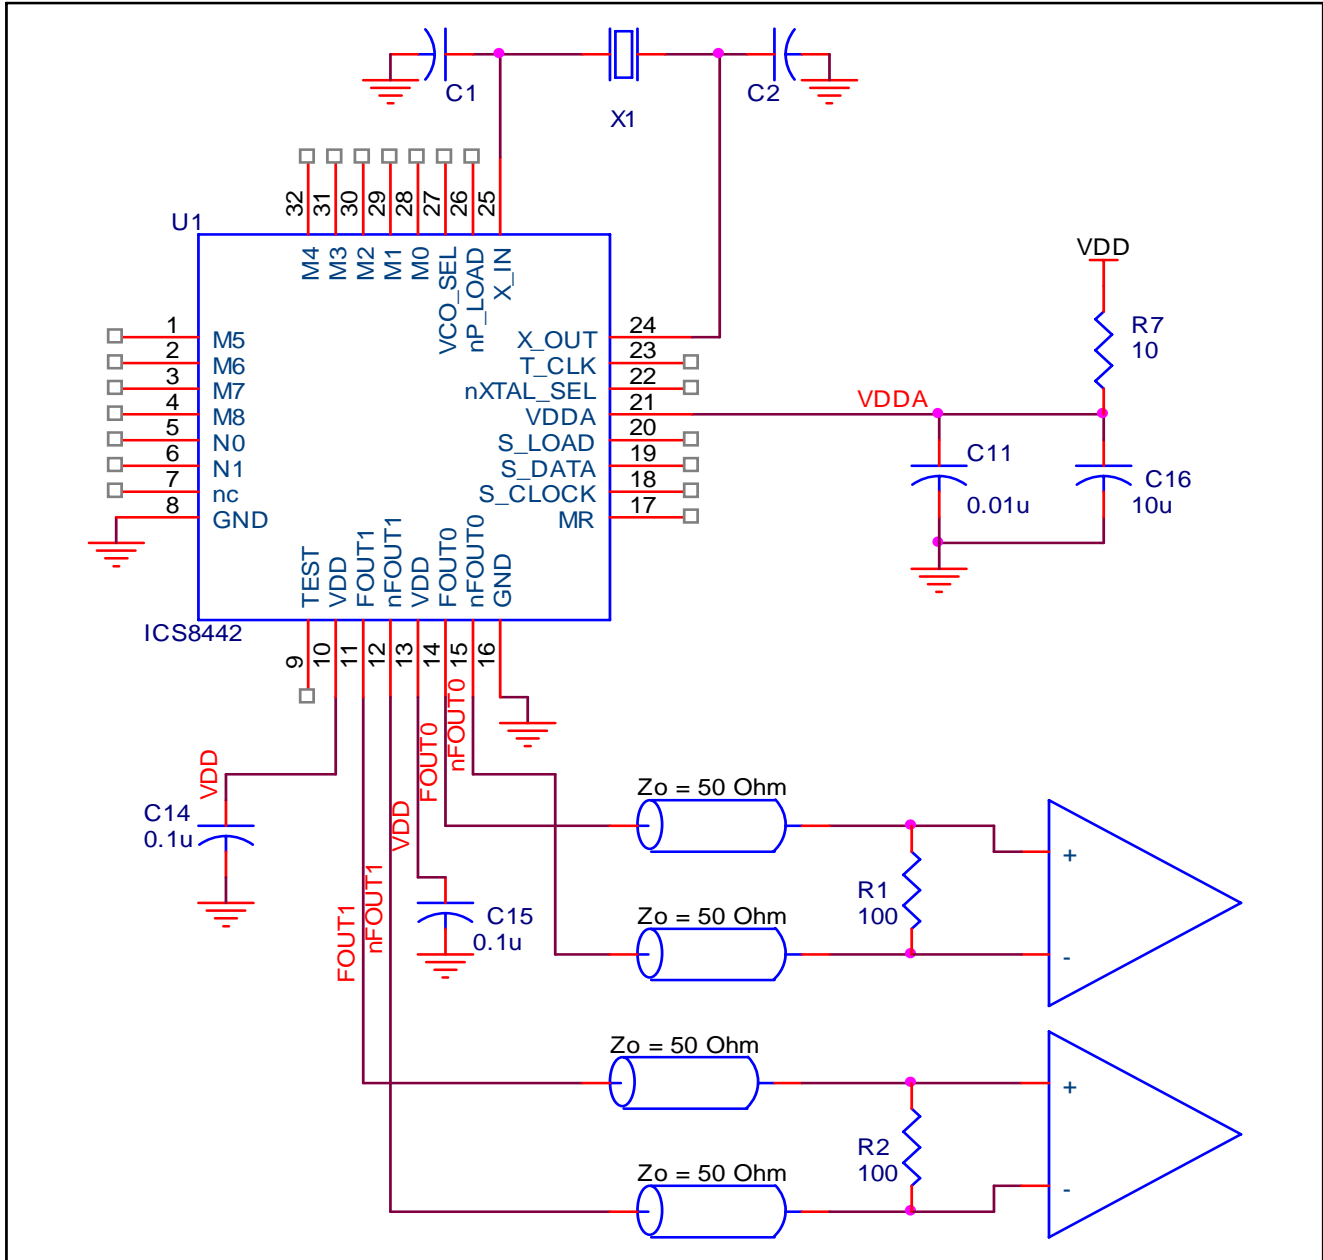 C1
X1
C2
32
31
30
29
28
27
26
25
U1
M4
M3
M2
M1
M0
VCO_SEL
nP_LOAD
X_IN
VDD
R7
10
1
M5
2
M6
3
M7
4
M8
5
N0
6
N1
7
nc
8
GND
X_OUT
24
T_CLK
23
nXTAL_SEL
22
VDDA
21
S_LOAD
20
S_DATA
19
S_CLOCK
18
MR
17
VDDA
C11
0.01u
C16
10u
TEST
VDD
FOUT1
nFOUT1
VDD
FOUT0
nFOUT0
GND
ICS8442
9
10
11
12
13
14
15
16
VDD
FOUT0
nFOUT0
C14
0.1u
VDD
FOUT1
nFOUT1
C15
0.1u
Zo = 50 Ohm
+
R1
100
Zo = 50 Ohm
-
Zo = 50 Ohm
+
R2
100
Zo = 50 Ohm
-